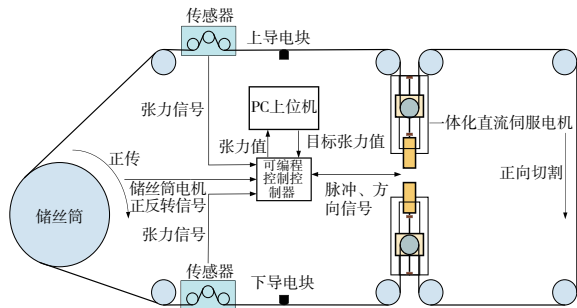 传感器
上导电块
张力信号
PC上位机
张力值
目标张力值
一体化直流伺服电机
正传
可编程
控制控
制器
储丝筒电机
正反转信号
脉冲、方
向信号
正向切割
储丝筒
张力信号
传感器
下导电块